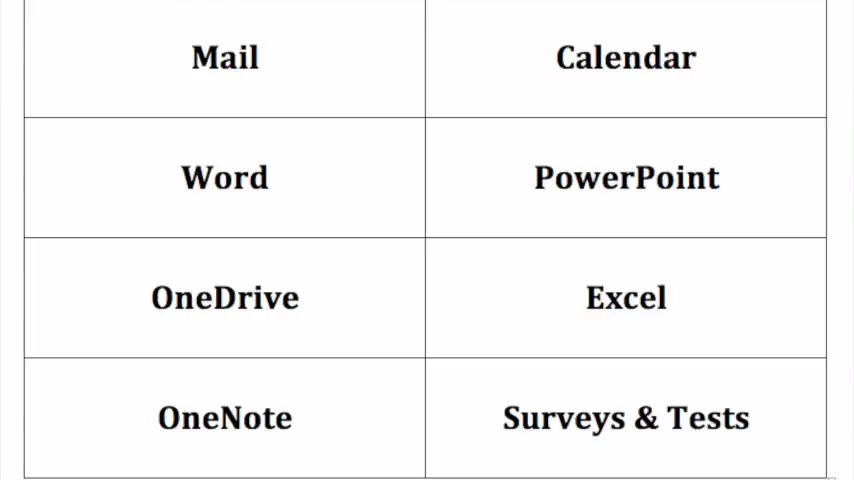 Mail
Calendar
Word
PowerPoint
OneDrive
Excel
OneNote
Surveys & Tests